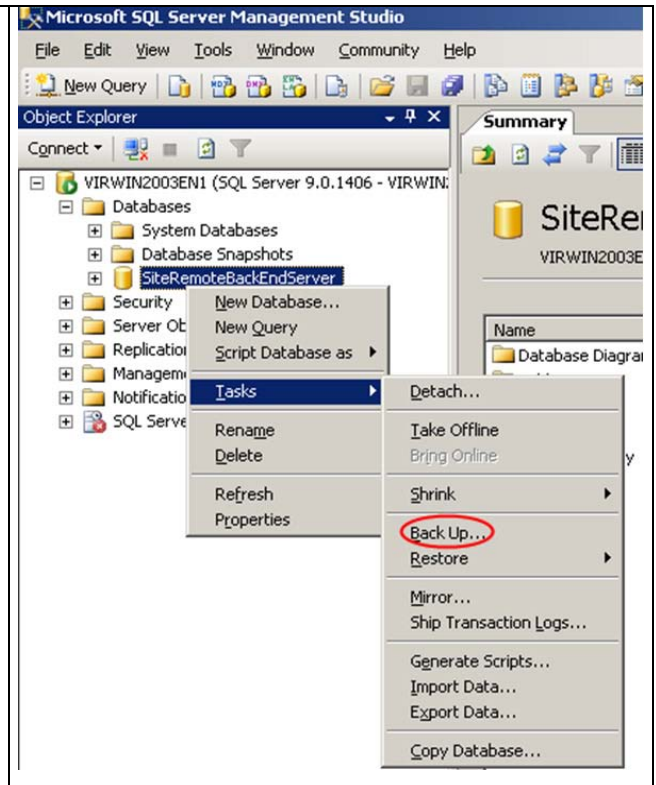 Microsoft SQL Server Management Studio
File Edit View Tools Window Community Help
New Query
Object Explorer
Summary
Connect
VIRWIN2003EN1 (SQL Server 9.0.1406 - VIRWIN
Databases
System Databases
Database Snapshots
SiteRemoteBackEndServer
Security
Server Ob
Replication
Managem
Notificatio
SQL Serve
SiteRe
VIRWIN2003E
Name
Database Diagra
y
New Database...
New Query
Script Database as
Tasks
Rename
Delete
Refresh
Properties
Detach...
Take Offline
Bring Online
Shrink
Back Up...
Restore
Mirror...
Ship Transaction Logs...
Generate Scripts...
Import Data...
Export Data...
Copy Database...